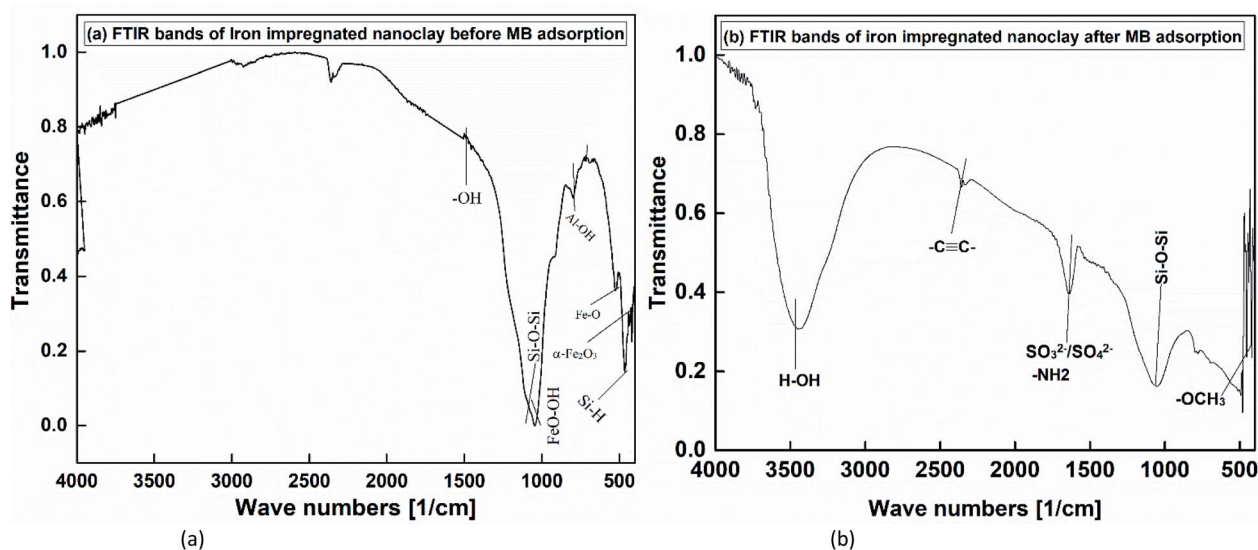 (a) FTIR bands of Iron impregnated nanoclay before MB adsorption
1.0
0.8
0.6
0.4
0.2
0.0
Transmittance
-OH
Al-OH
Fe-O
α-Fe₂O₃
Si-H
Si-O-Si
FeO-OH
4000 3500 3000 2500 2000 1500 1000 500
Wave numbers [1/cm]
(a)
(b) FTIR bands of iron impregnated nanoclay after MB adsorption
1.0
0.8
0.6
0.4
0.2
0.0
Transmittance
H-OH
-C≡C-
SO₃²⁻/SO₄²⁻
-NH2
Si-O-Si
-OCH₃
4000 3500 3000 2500 2000 1500 1000 500
Wave numbers [1/cm]
(b)